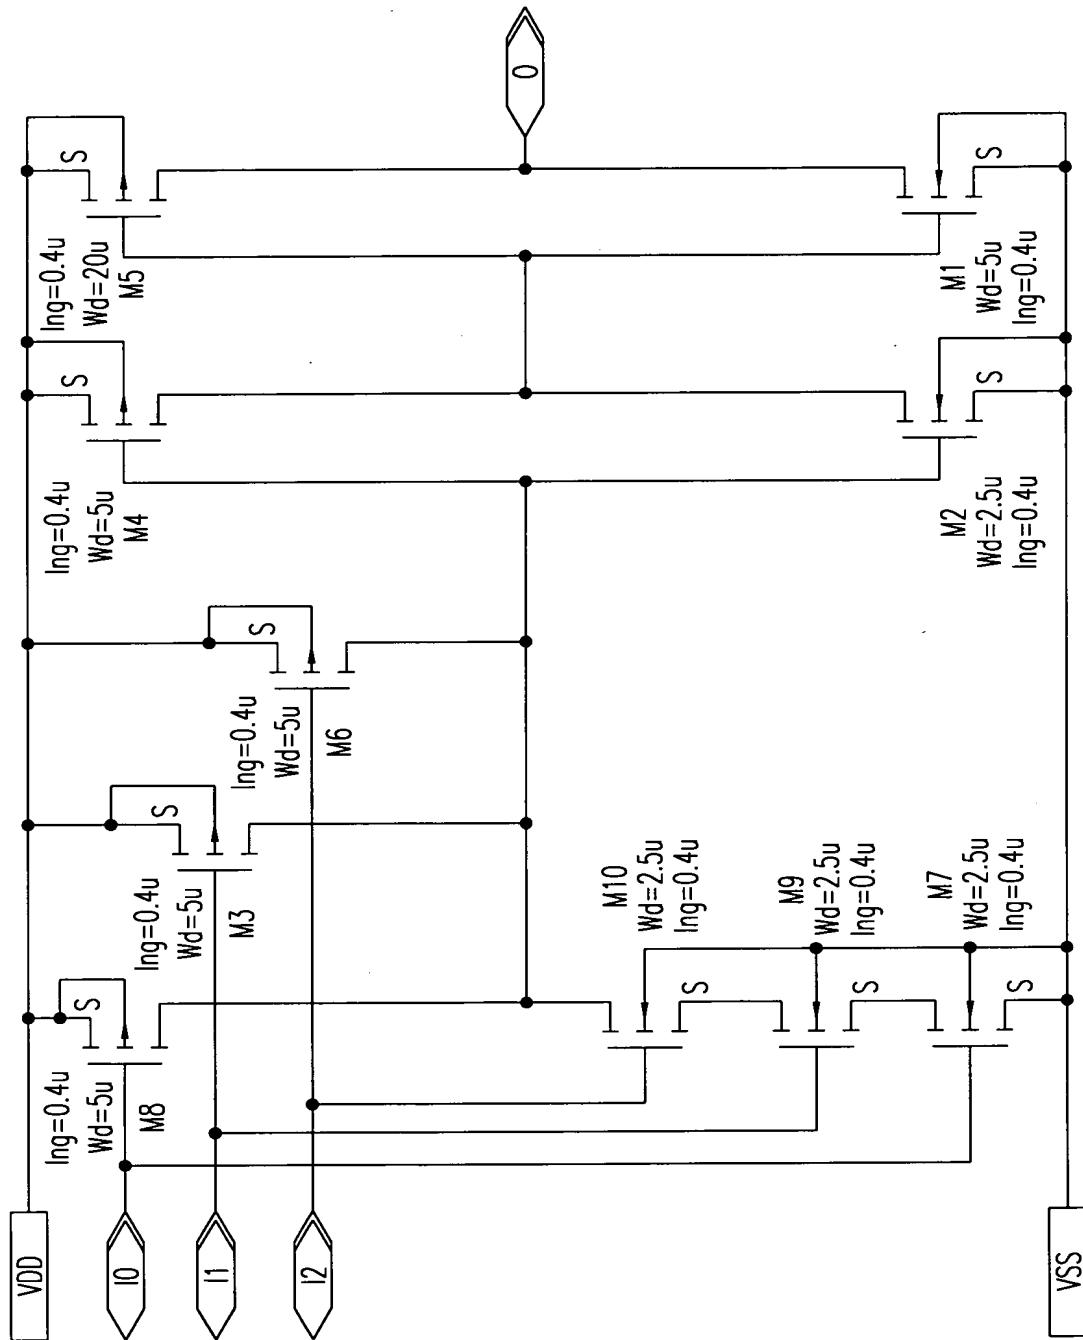 VDD
I0
I1
I2
VSS
lng=0.4u
Wd=5u
M8
S
lng=0.4u
Wd=5u
M3
S
lng=0.4u
Wd=5u
M6
S
lng=0.4u
Wd=5u
M4
S
lng=0.4u
Wd=20u
M5
S
M10
Wd=2.5u
lng=0.4u
S
M9
Wd=2.5u
lng=0.4u
S
M7
Wd=2.5u
lng=0.4u
S
M2
Wd=2.5u
lng=0.4u
S
M1
Wd=5u
lng=0.4u
S
O